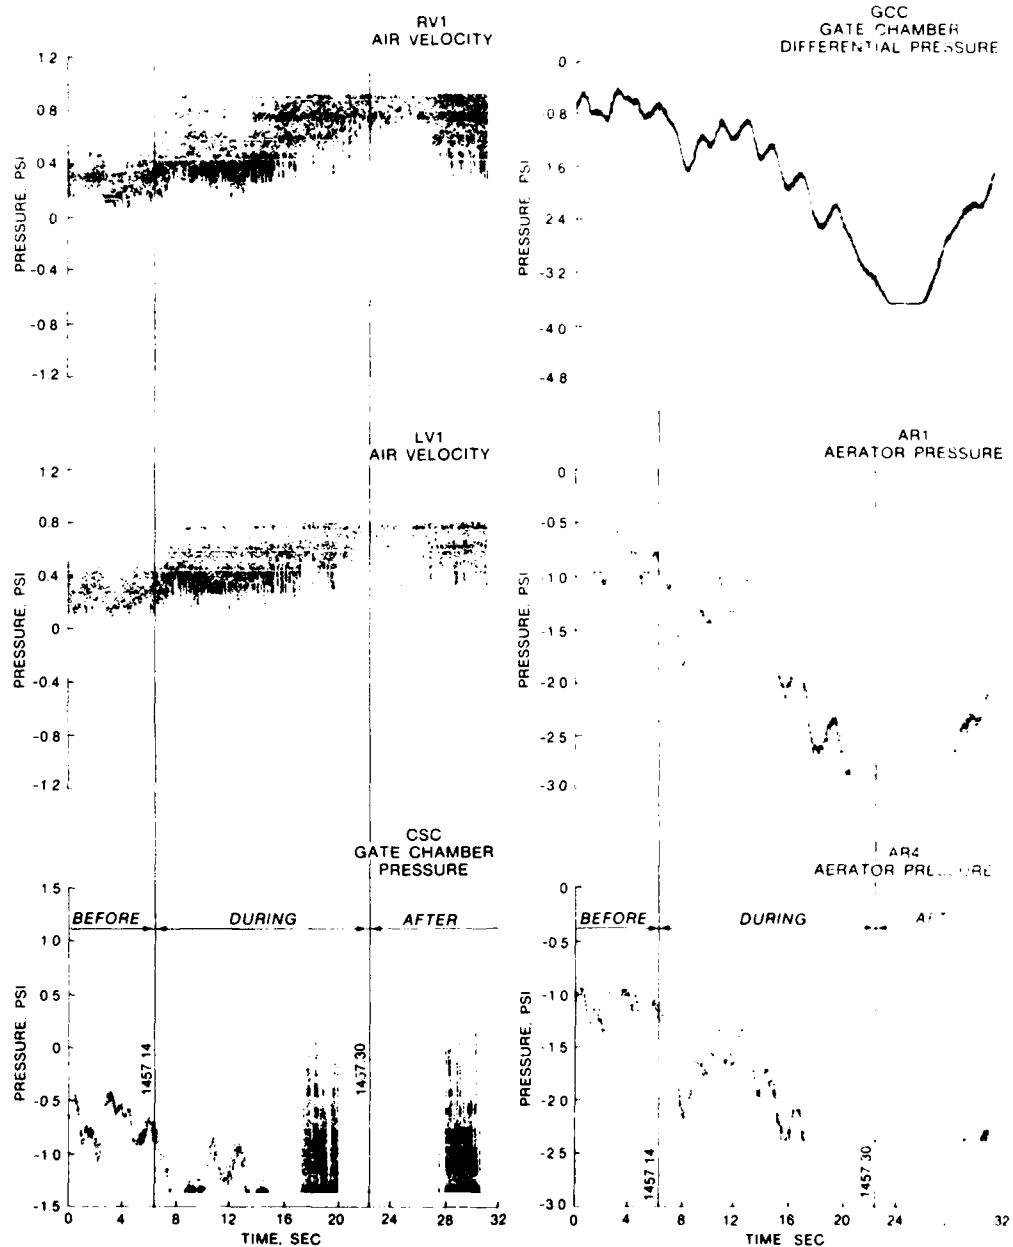 RV1
AIR VELOCITY
1 2
0.8
0 4
0
-0 4
-0 8
-1 2
PRESSURE, PSI
GCC
GATE CHAMBER
DIFFERENTIAL PRESSURE
0
-0 8
-1 6
-2 4
-3.2
-4 0
-4 8
PRESSURE, PSI
LV1
AIR VELOCITY
1 2
0.8
0.4
0
-0.4
-0 8
-1 2
PRESSURE, PSI
AR1
AERATOR PRESSURE
0
-0.5
-1 0
-1 5
-2 0
-2.5
-3 0
PRESSURE, PSI
CSC
GATE CHAMBER
PRESSURE
1.5
1 0
0 5
0
-0 5
-1 0
-1.5
PRESSURE, PSI
BEFORE
DURING
AFTER
1457 14
1457 30
0 4 8 12 16 20 22 28 32
TIME, SEC
AR4
AERATOR
0
-0.5
-1 0
-1 5
-2 0
-2.5
-3 0
PRESSURE, PSI
BEFORE
DURING
1457 14
1457 30
0 4 8 12 16 20 24 32
TIME SEC